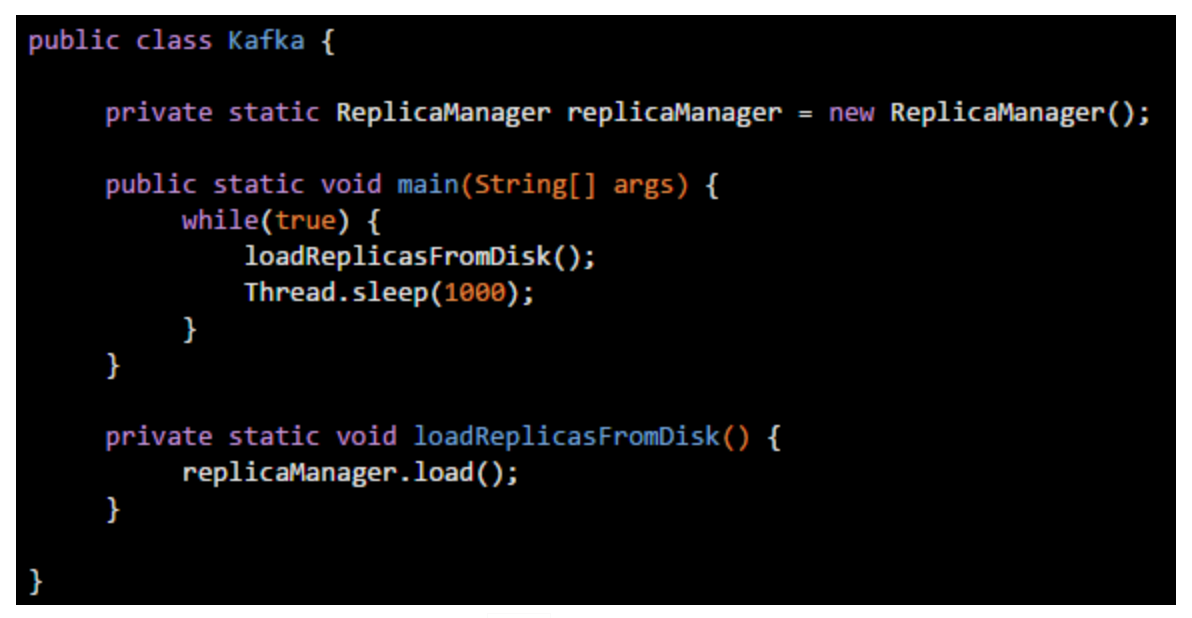 public class Kafka {
private static ReplicaManager replicaManager = new ReplicaManager();
public static void main(String[] args) {
while(true) {
loadReplicasFromDisk();
Thread.sleep(1000);
}
}
private static void loadReplicasFromDisk() {
replicaManager.load();
}
}